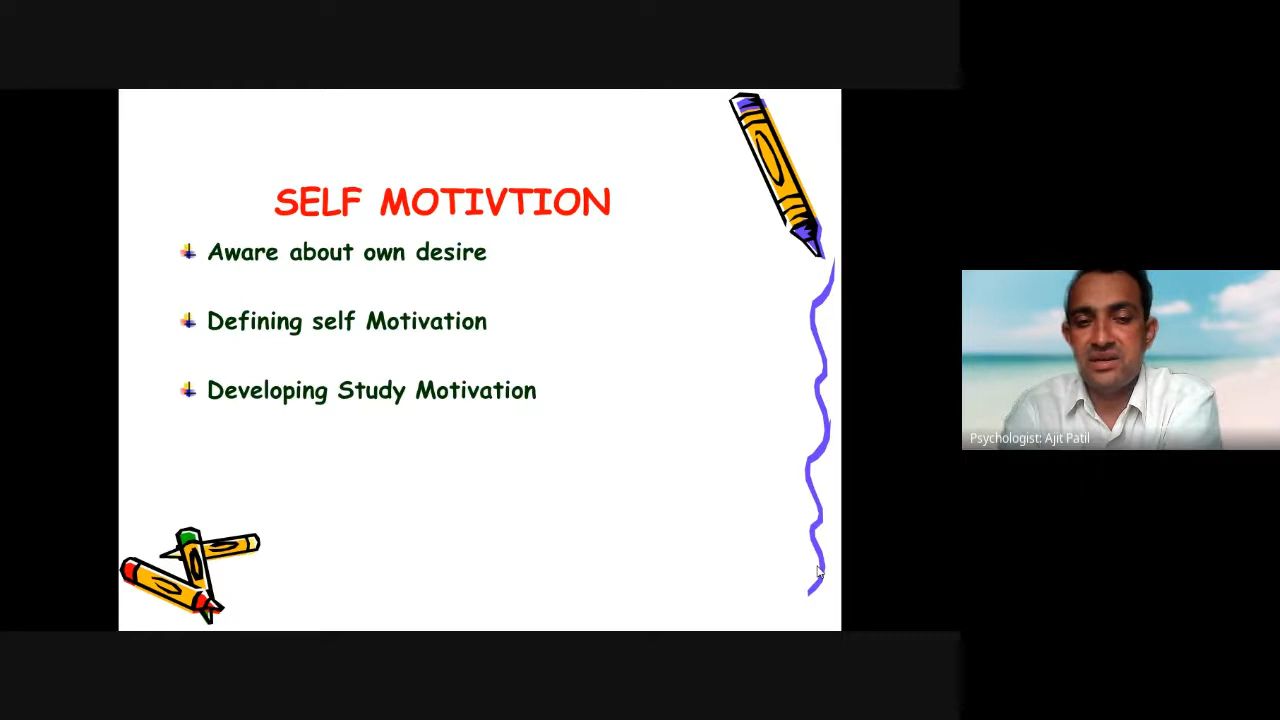 SELF MOTIVTION
Aware about own desire
Defining self Motivation
Developing Study Motivation
Psychologist: Ajit Patil